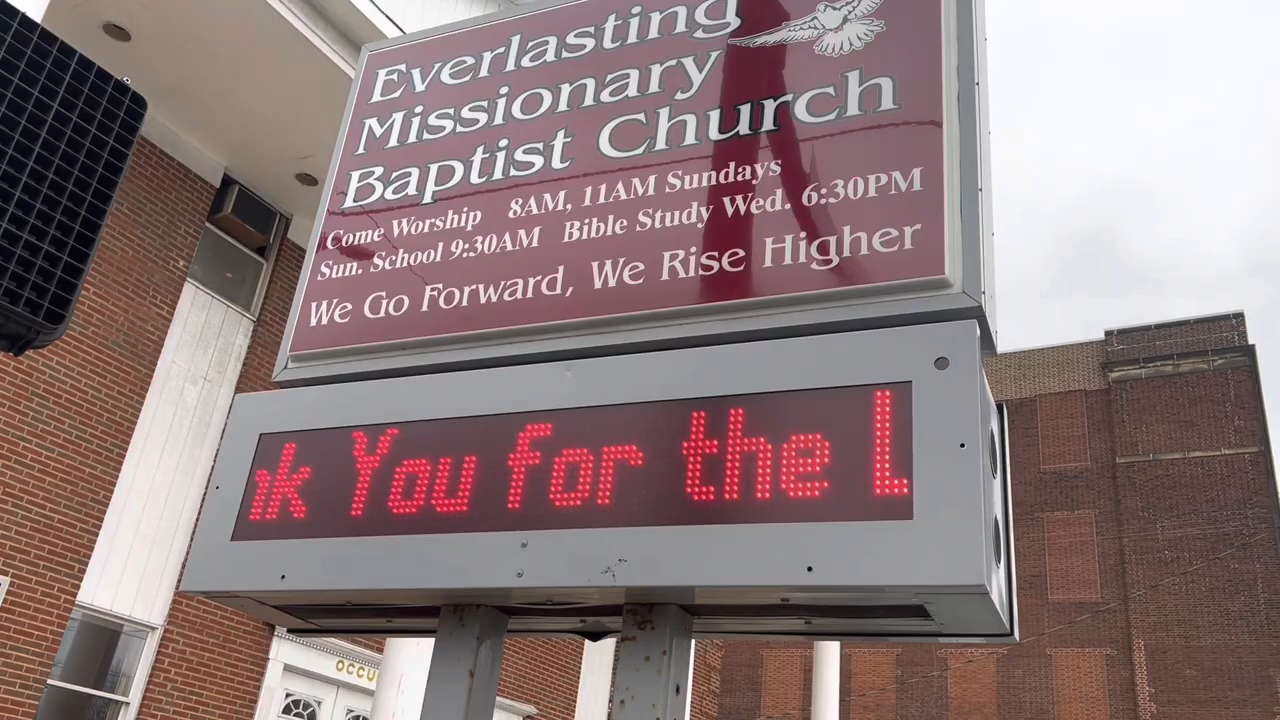 Everlasting
Missionary
Baptist Church
Come Worship 8AM, 11AM Sundays
Sun. School 9:30AM Bible Study Wed. 6:30PM
We Go Forward, We Rise Higher
k You for the L
OCCU